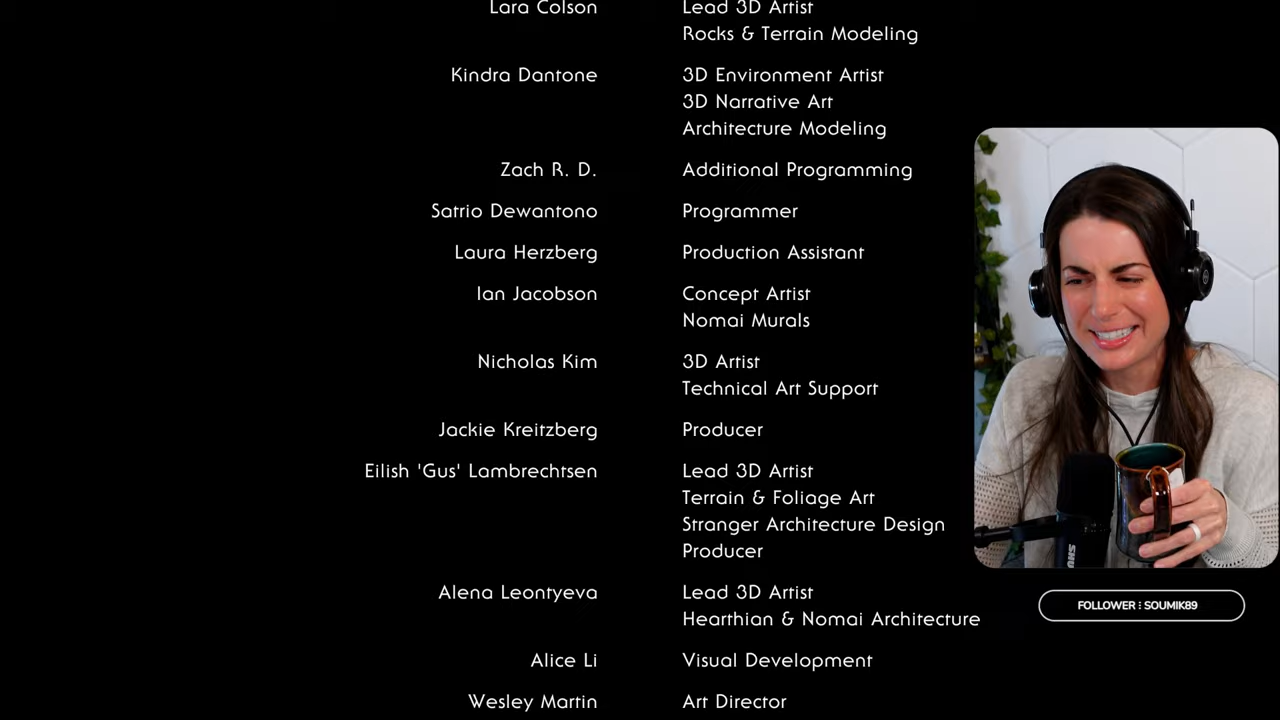 Lara Colson Lead 3D Artist
Rocks & Terrain Modeling
Kindra Dantone 3D Environment Artist
3D Narrative Art
Architecture Modeling
Zach R. D. Additional Programming
Satrio Dewantono Programmer
Laura Herzberg Production Assistant
Ian Jacobson Concept Artist
Nomai Murals
Nicholas Kim 3D Artist
Technical Art Support
Jackie Kreitzberg Producer
Eilish 'Gus' Lambrechtsen Lead 3D Artist
Terrain & Foliage Art
Stranger Architecture Design
Producer
Alena Leontyeva Lead 3D Artist
Hearthian & Nomai Architecture
Alice Li Visual Development
Wesley Martin Art Director
SHU
FOLLOWER : SOUMIK89